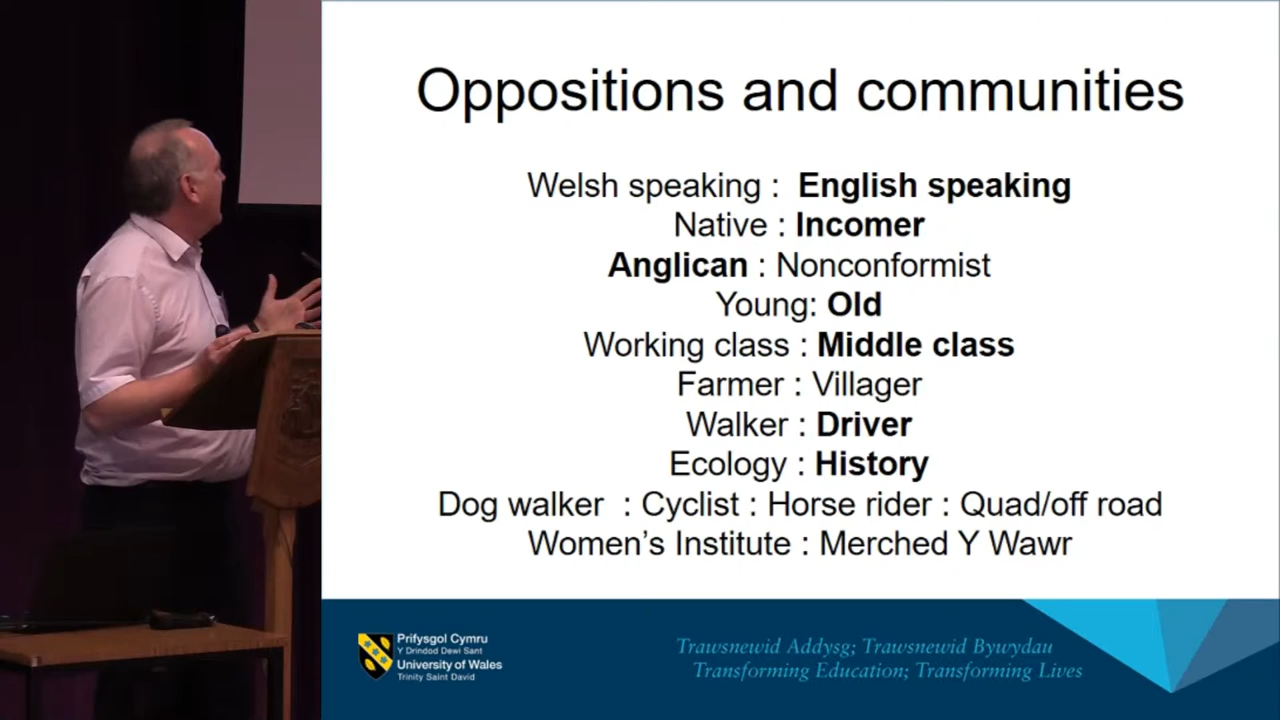 Oppositions and communities
Welsh speaking : English speaking
Native : Incomer
Anglican : Nonconformist
Young: Old
Working class : Middle class
Farmer : Villager
Walker : Driver
Ecology : History
Dog walker : Cyclist : Horse rider : Quad/off road
Women’s Institute : Merched Y Wawr
Prifysgol Cymru
Y Drindod Dewi Sant
University of Wales
Trinity Saint David
Trawsnewid Addysg; Trawsnewid Bywydau
Transforming Education; Transforming Lives